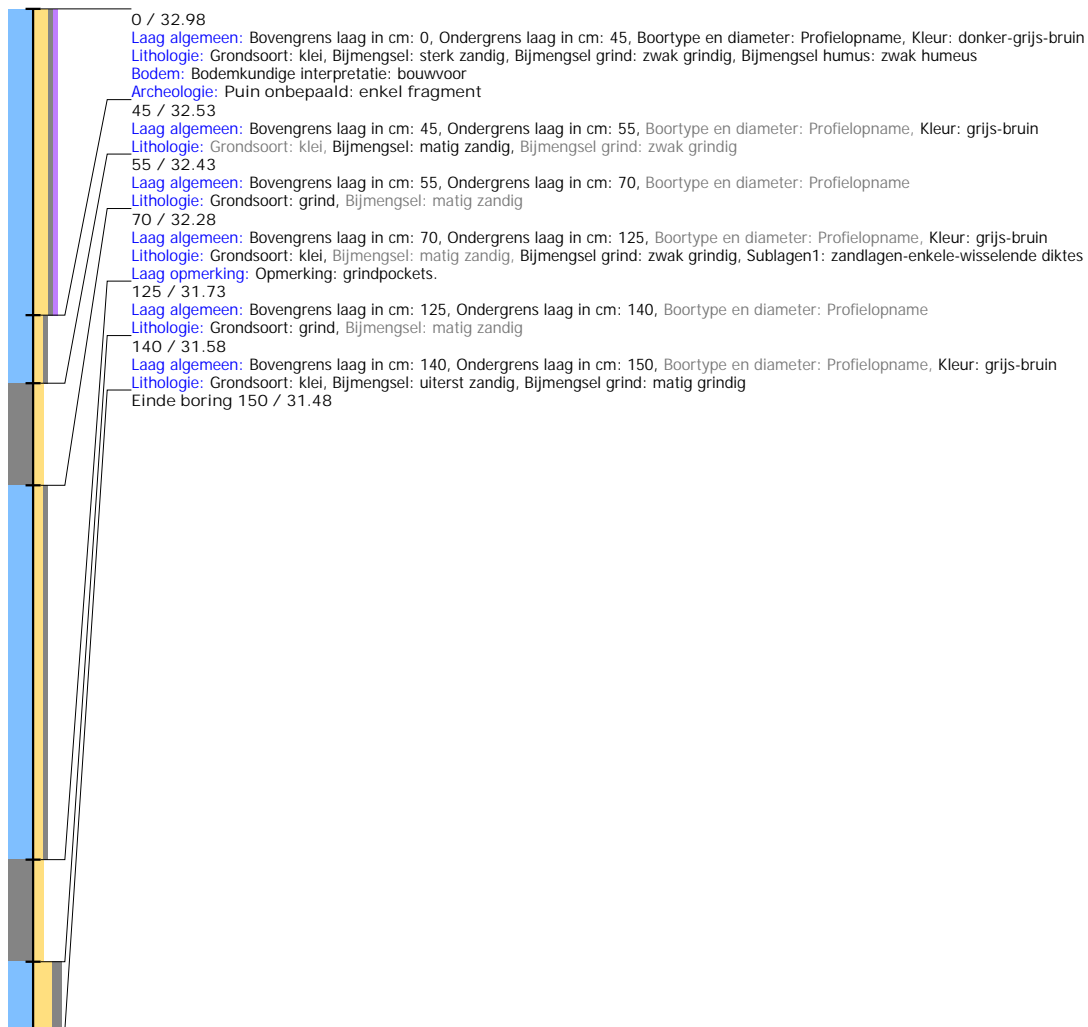 0 / 32.98
Laag algemeen: Bovengrens laag in cm: 0, Ondergrens laag in cm: 45, Boortype en diameter: Profielopname, Kleur: donker-grijs-bruin
Lithologie: Grondsoort: klei, Bijmengsel: sterk zandig, Bijmengsel grind: zwak grindig, Bijmengsel humus: zwak humeus
Bodem: Bodemkundige interpretatie: bouwvoor
Archeologie: Puin onbepaald: enkel fragment
45 / 32.53
Laag algemeen: Bovengrens laag in cm: 45, Ondergrens laag in cm: 55, Boortype en diameter: Profielopname, Kleur: grijs-bruin
Lithologie: Grondsoort: klei, Bijmengsel: matig zandig, Bijmengsel grind: zwak grindig
55 / 32.43
Laag algemeen: Bovengrens laag in cm: 55, Ondergrens laag in cm: 70, Boortype en diameter: Profielopname
Lithologie: Grondsoort: grind, Bijmengsel: matig zandig
70 / 32.28
Laag algemeen: Bovengrens laag in cm: 70, Ondergrens laag in cm: 125, Boortype en diameter: Profielopname, Kleur: grijs-bruin
Lithologie: Grondsoort: klei, Bijmengsel: matig zandig, Bijmengsel grind: zwak grindig, Sublagen1: zandlagen-enkele-wisselende diktes
Laag opmerking: Opmerking: grindpockets.
125 / 31.73
Laag algemeen: Bovengrens laag in cm: 125, Ondergrens laag in cm: 140, Boortype en diameter: Profielopname
Lithologie: Grondsoort: grind, Bijmengsel: matig zandig
140 / 31.58
Laag algemeen: Bovengrens laag in cm: 140, Ondergrens laag in cm: 150, Boortype en diameter: Profielopname, Kleur: grijs-bruin
Lithologie: Grondsoort: klei, Bijmengsel: uiterst zandig, Bijmengsel grind: matig grindig
Einde boring 150 / 31.48